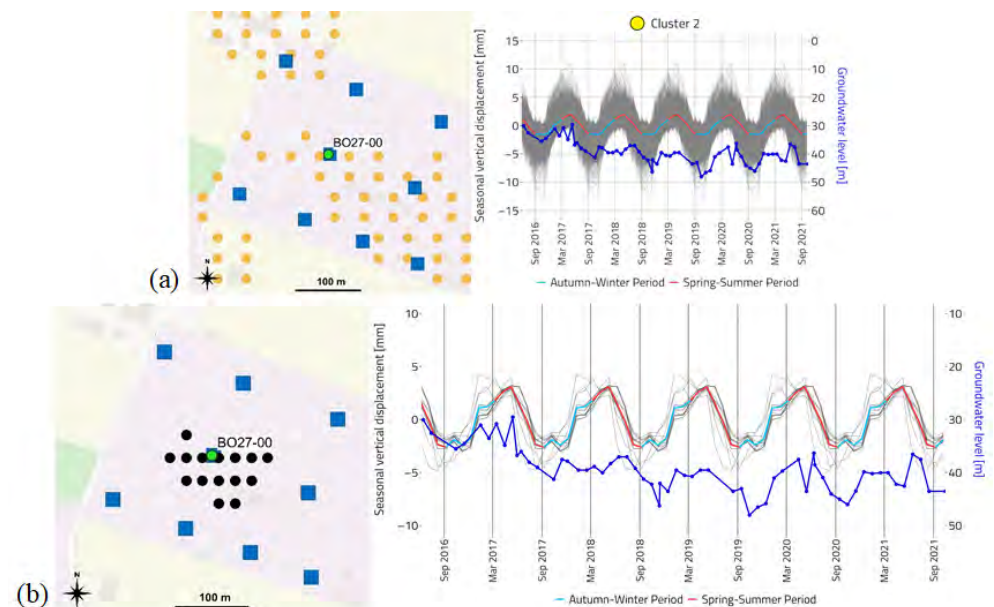 Cluster 2
BO27-00
N
100 m
(a)
Seasonal vertical displacement [mm]
15
10
5
0
−5
−10
−15
0
10
20
30
40
50
60
Groundwater level [m]
Sep 2016
Mar 2017
Sep 2017
Mar 2018
Sep 2018
Mar 2019
Sep 2019
Mar 2020
Sep 2020
Mar 2021
Sep 2021
Autumn-Winter Period
Spring-Summer Period
BO27-00
N
100 m
(b)
Seasonal vertical displacement [mm]
10
5
0
−5
−10
10
20
30
40
50
Groundwater level [m]
Sep 2016
Mar 2017
Sep 2017
Mar 2018
Sep 2018
Mar 2019
Sep 2019
Mar 2020
Sep 2020
Mar 2021
Sep 2021
Autumn-Winter Period
Spring-Summer Period